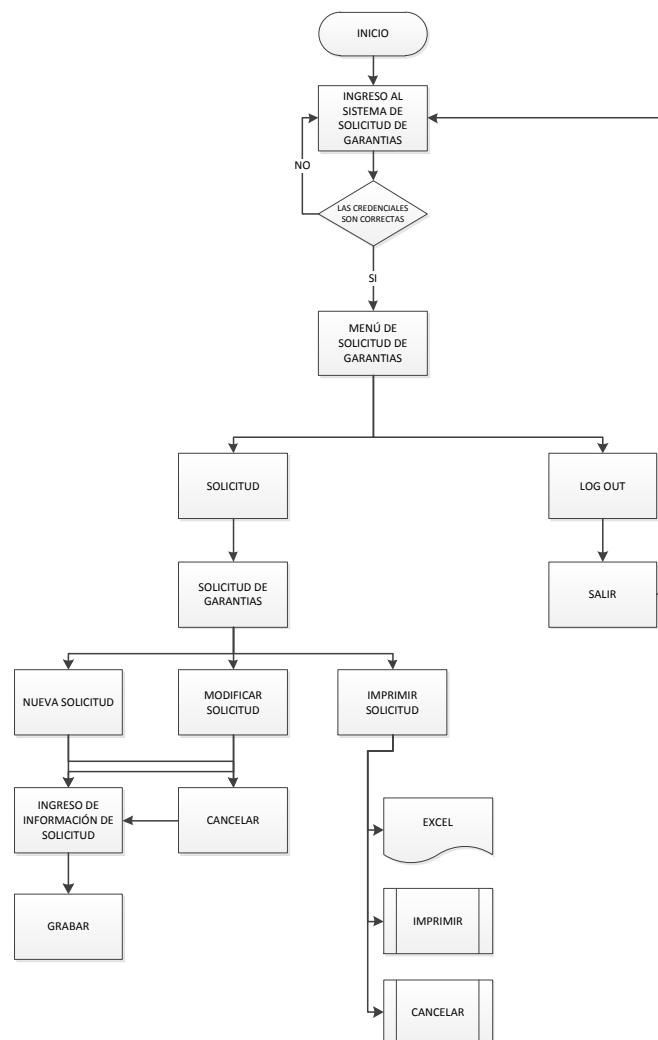 INICIO
INGRESO AL
SISTEMA DE
SOLICITUD DE
GARANTIAS
NO
LAS CREDENCIALES
SON CORRECTAS
SI
MENÚ DE
SOLICITUD DE
GARANTIAS
SOLICITUD
LOG OUT
SOLICITUD DE
GARANTIAS
SALIR
NUEVA SOLICITUD
MODIFICAR
SOLICITUD
IMPRIMIR
SOLICITUD
INGRESO DE
INFORMACIÓN DE
SOLICITUD
CANCELAR
EXCEL
GRABAR
IMPRIMIR
CANCELAR